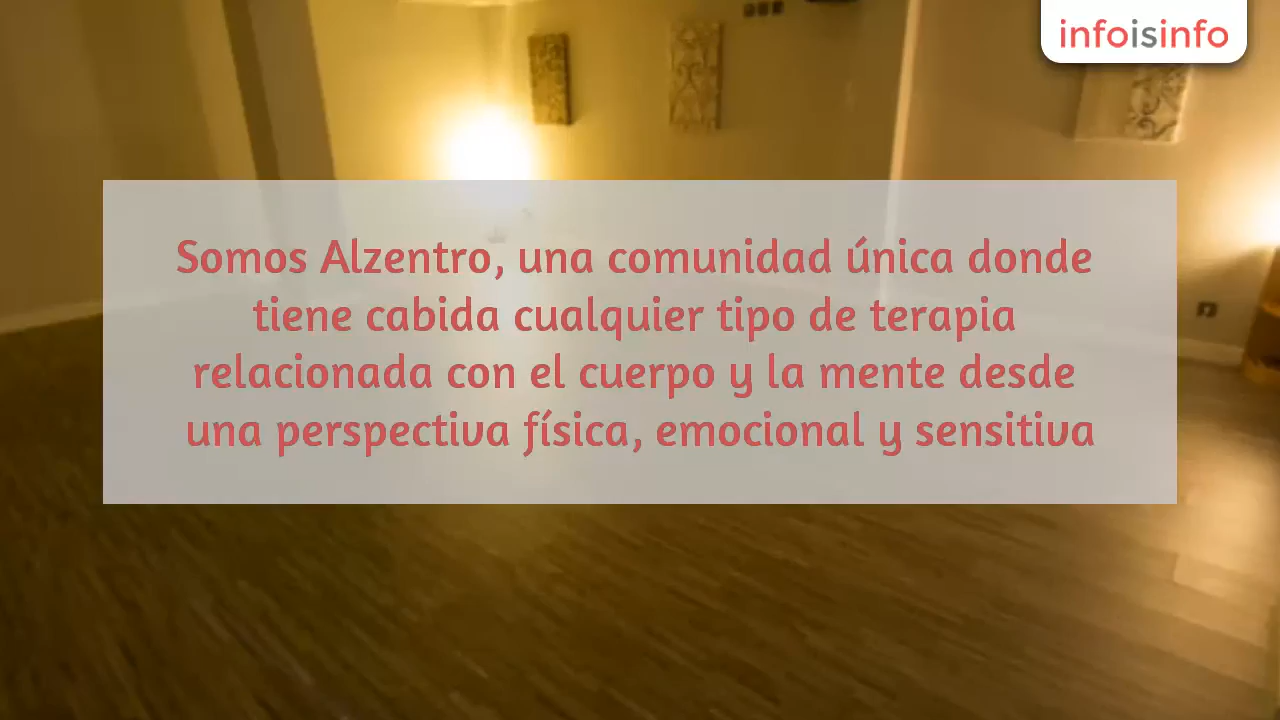 infoisinfo
Somos Alzentro, una comunidad única donde
tiene cabida cualquier tipo de terapia
relacionada con el cuerpo y la mente desde
una perspectiva física, emocional y sensitiva